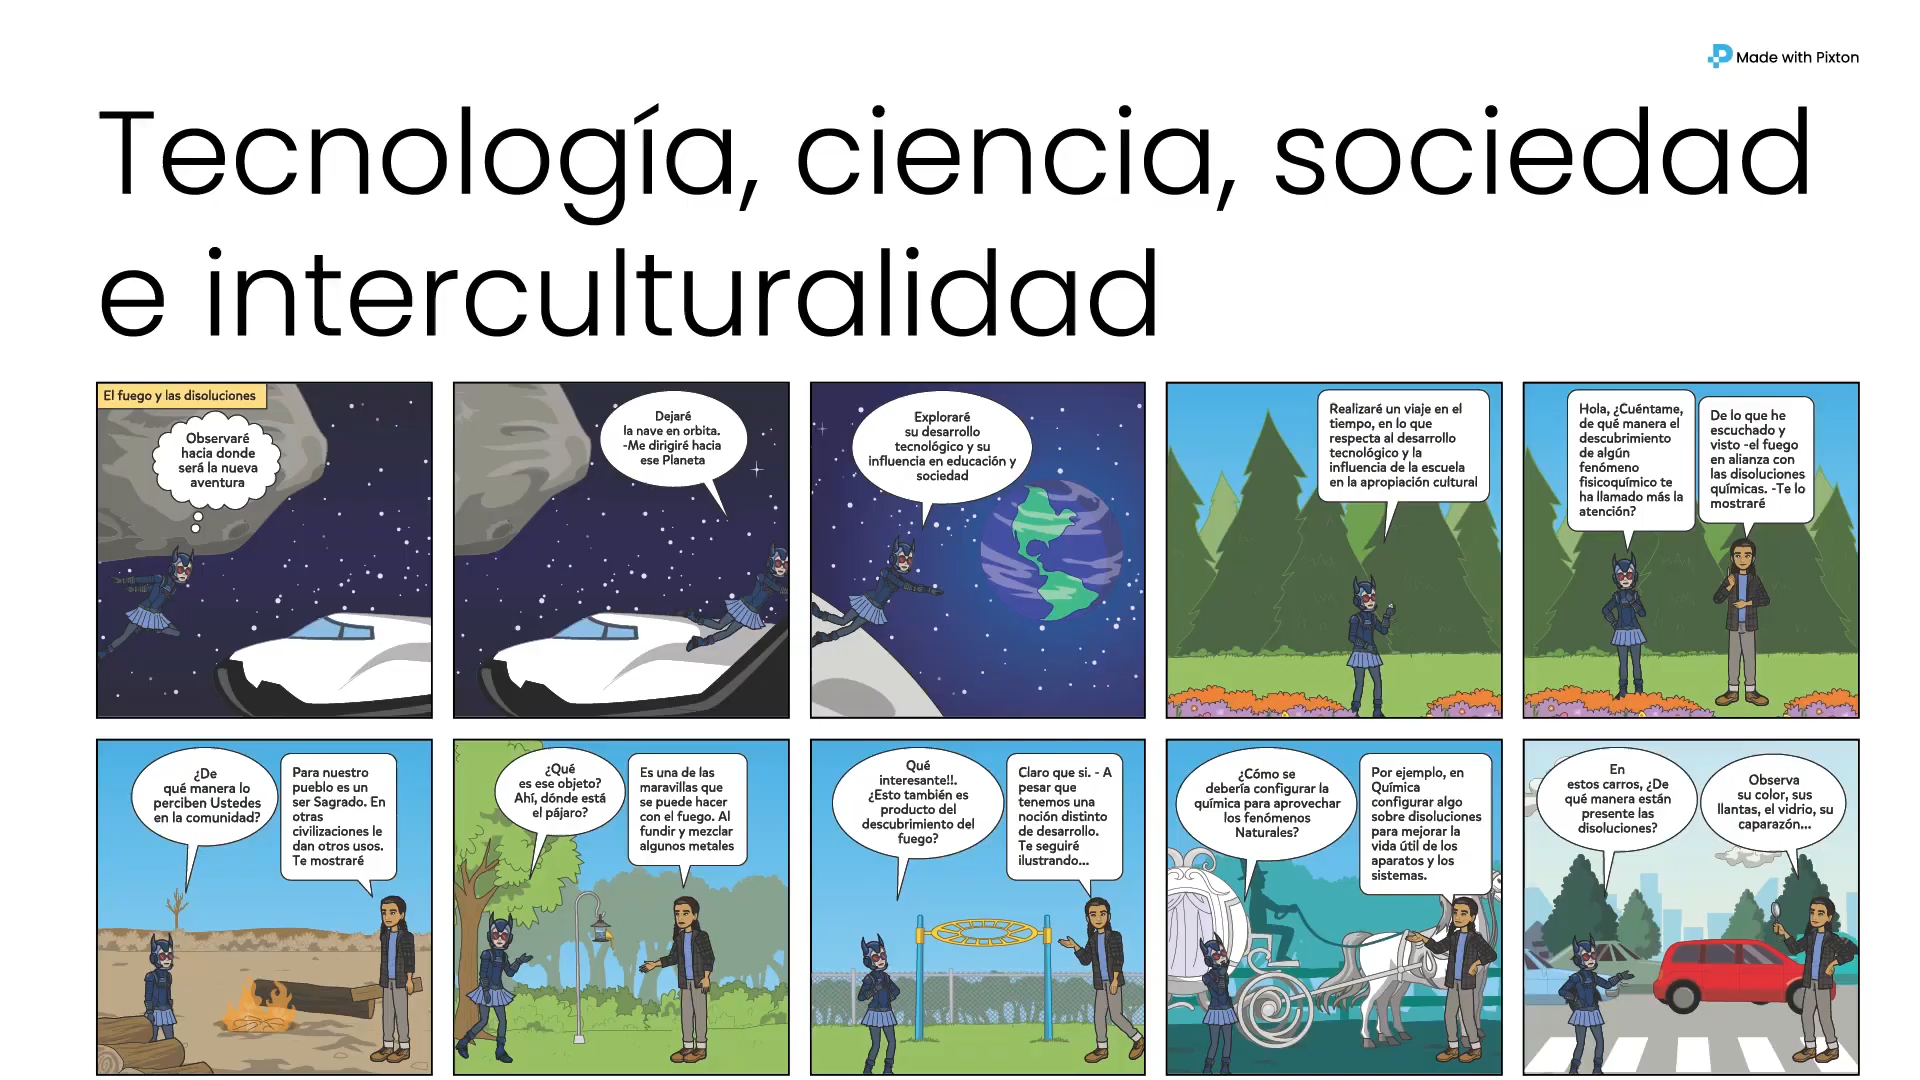 Made with Pixton
Tecnología, ciencia, sociedad
e interculturalidad
El fuego y las disoluciones
Observaré
hacia donde
será la nueva
aventura
Dejaré
la nave en orbita.
-Me dirigiré hacia
ese Planeta
Exploraré
su desarrollo
tecnológico y su
influencia en educación y
sociedad
Realizaré un viaje en el
tiempo, en lo que
respecta al desarrollo
tecnológico y la
influencia de la escuela
en la apropiación cultural
Hola, ¿Cuéntame,
de qué manera el
descubrimiento
de algún
fenómeno
fisicoquímico te
ha llamado más la
atención?
De lo que he
escuchado y
visto -el fuego
en alianza con
las disoluciones
químicas. -Te lo
mostraré
¿De
qué manera lo
perciben Ustedes
en la comunidad?
Para nuestro
pueblo es un
ser Sagrado. En
otras
civilizaciones le
dan otros usos.
Te mostraré
¿Qué
es ese objeto?
Ahí, dónde está
el pájaro?
Es una de las
maravillas que
se puede hacer
con el fuego. Al
fundir y mezclar
algunos metales
Qué
interesante!!.
¿Esto también es
producto del
descubrimiento del
fuego?
Claro que si. - A
pesar que
tenemos una
noción distinto
de desarrollo.
Te seguiré
ilustrando...
¿Cómo se
debería configurar la
química para aprovechar
los fenómenos
Naturales?
Por ejemplo, en
Química
configurar algo
sobre disoluciones
para mejorar la
vida útil de los
aparatos y los
sistemas.
En
estos carros, ¿De
qué manera están
presente las
disoluciones?
Observa
su color, sus
llantas, el vidrio, su
caparazón...